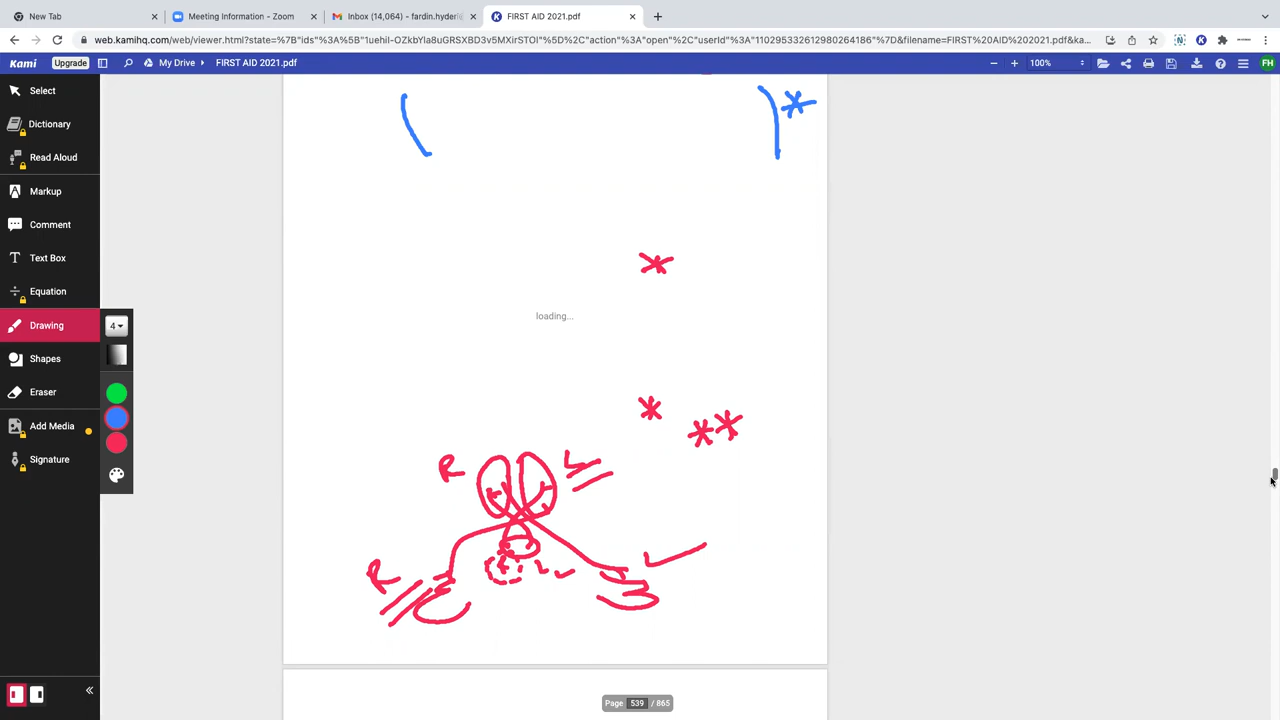 New Tab
Meeting Information - Zoom
Inbox (14,064) - fardin.hyder@
FIRST AID 2021.pdf
web.kamihq.com/web/viewer.html?state=%7B"ids"%3A%5B"1uehiI-OZkbYla8uGRSXBD3v5MXirSTOI"%5D%2C"action"%3A"open"%2C"userId"%3A"110295332612980264186"%7D&filename=FIRST%20AID%202021.pdf&ka...
Kami
Upgrade
My Drive
FIRST AID 2021.pdf
100%
FH
Select
Dictionary
Read Aloud
Markup
Comment
Text Box
Equation
Drawing
Shapes
Eraser
Add Media
Signature
4
( )*
*
loading...
*
**
R L
R L
Page 539 / 865